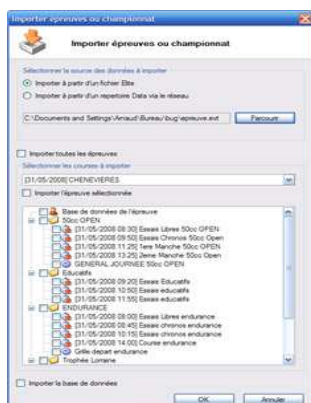 Importer épreuves ou championnat
Importer épreuves ou championnat
Sélectionner la source des données à importer
Importer à partir d'un fichier Elite
Importer à partir d'un repertoire Data via le réseau
C:\Documents and Settings\Arnaud\Bureau\bug\epreuve.evt
Parcourir
Importer toutes les épreuves
Sélectionner les courses à importer
[31/05/2008] CHENEVIERES
Importer l'épreuve sélectionnée
Base de données de l'épreuve
50cc OPEN
[31/05/2008 08:30] Essais Libres 50cc OPEN
[31/05/2008 09:50] Essais Chronos 50cc Open
[31/05/2008 11:25] 1ere Manche 50cc OPEN
[31/05/2008 13:25] 2eme Manche 50cc Open
GENERAL JOURNEE 50cc OPEN
Educatifs
[31/05/2008 09:20] Essais Educatifs
[31/05/2008 10:50] Essais educatifs
[31/05/2008 11:55] Essais educatifs
ENDURANCE
[31/05/2008 08:00] Essais Libres endurance
[31/05/2008 08:45] Essais chronos endurance
[31/05/2008 10:15] Essais chronos endurance
[31/05/2008 14:00] Course endurance
Grille depart endurance
Trophée Lorraine
Importer la base de données
OK
Annuler